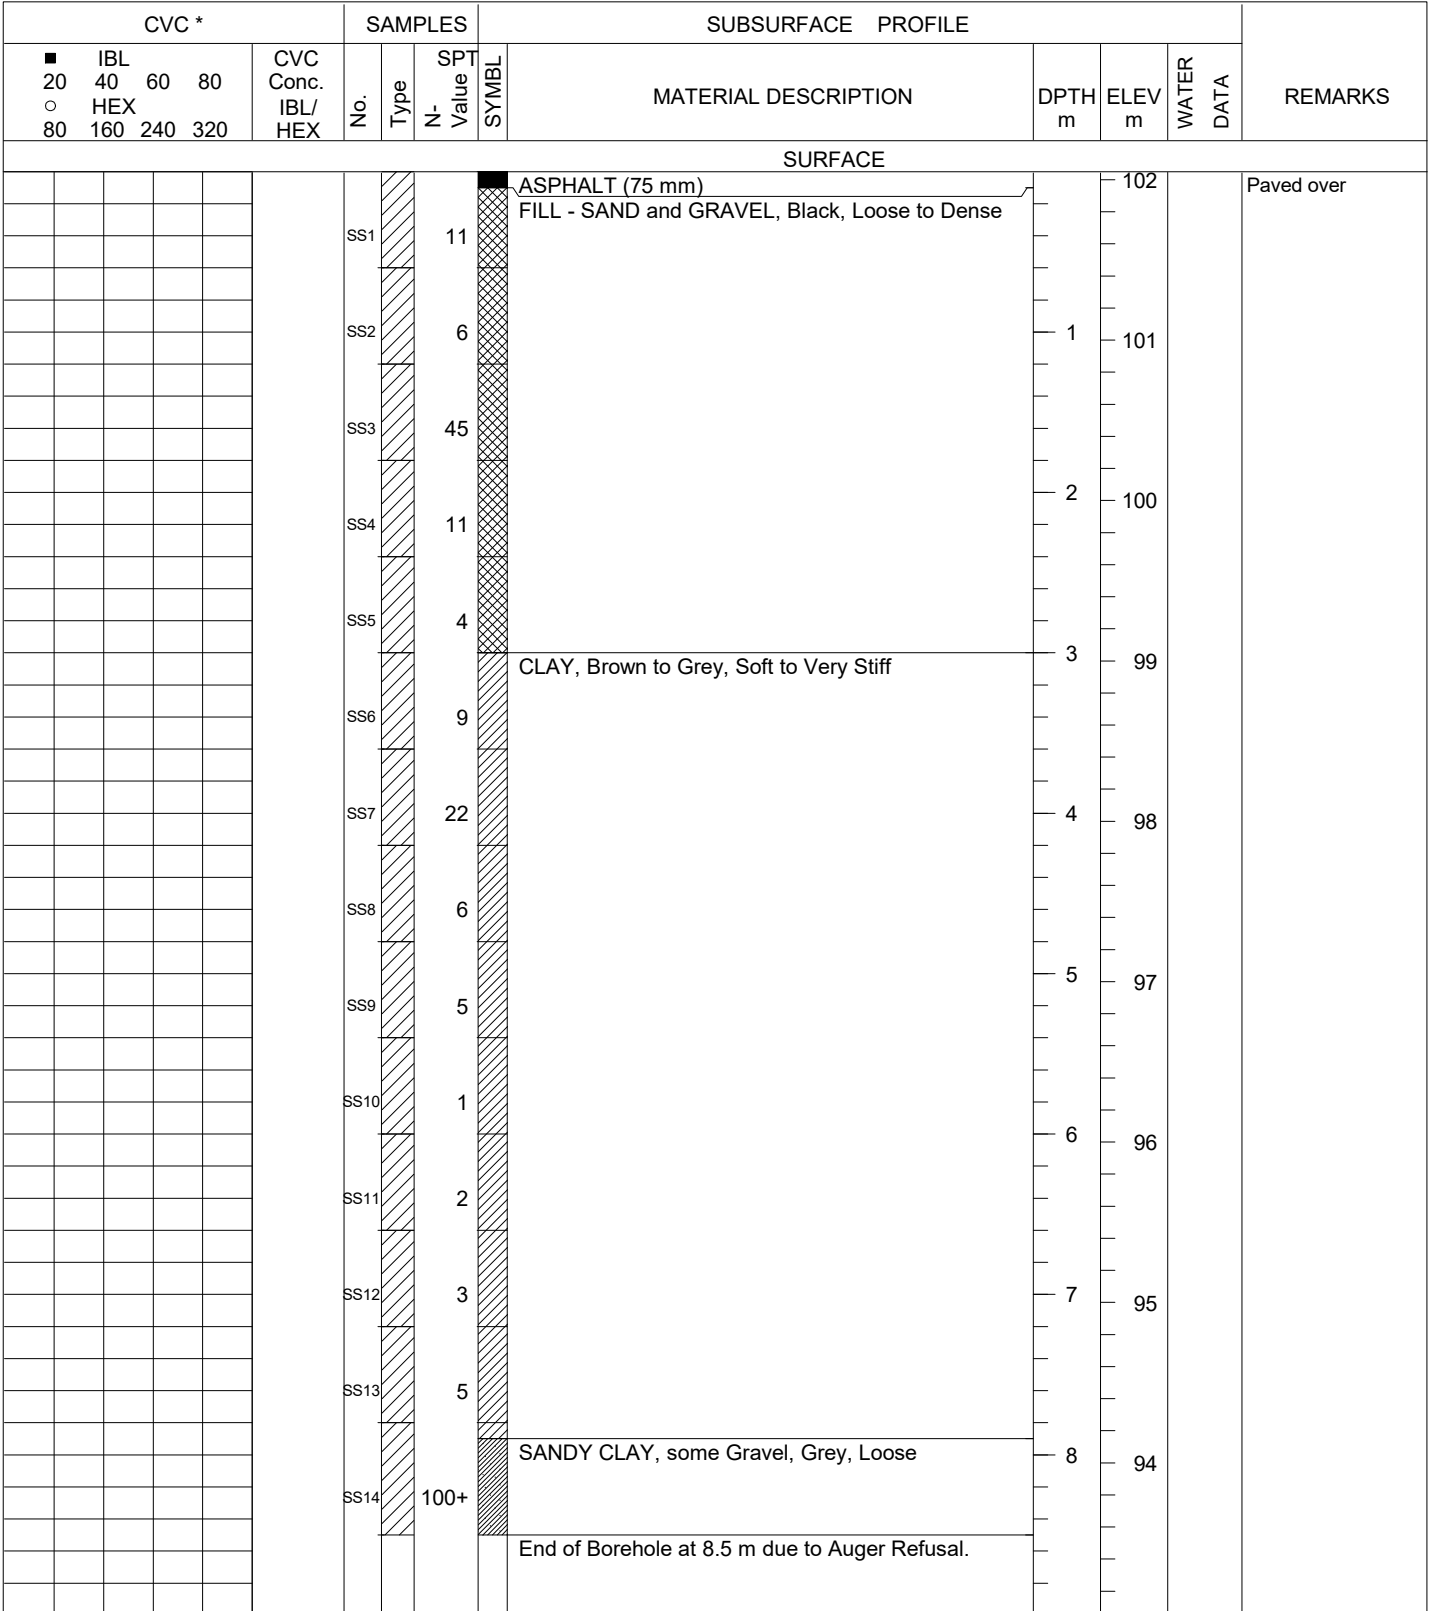 CVC * SAMPLES SUBSURFACE PROFILE
■ IBL
20 40 60 80
○ HEX
80 160 240 320
CVC
Conc.
IBL/
HEX
No.
Type
SPT
N-
Value
SYMBL
MATERIAL DESCRIPTION
DPTH
m
ELEV
m
WATER
DATA
REMARKS
SURFACE
ASPHALT (75 mm) 102 Paved over
FILL - SAND and GRAVEL, Black, Loose to Dense
SS1 11
SS2 6 1 101
SS3 45
2 100
SS4 11
SS5 4
3 99
CLAY, Brown to Grey, Soft to Very Stiff
SS6 9
SS7 22 4 98
SS8 6
5 97
SS9 5
SS10 1
6 96
SS11 2
SS12 3 7 95
SS13 5
SANDY CLAY, some Gravel, Grey, Loose 8 94
SS14 100+
End of Borehole at 8.5 m due to Auger Refusal.